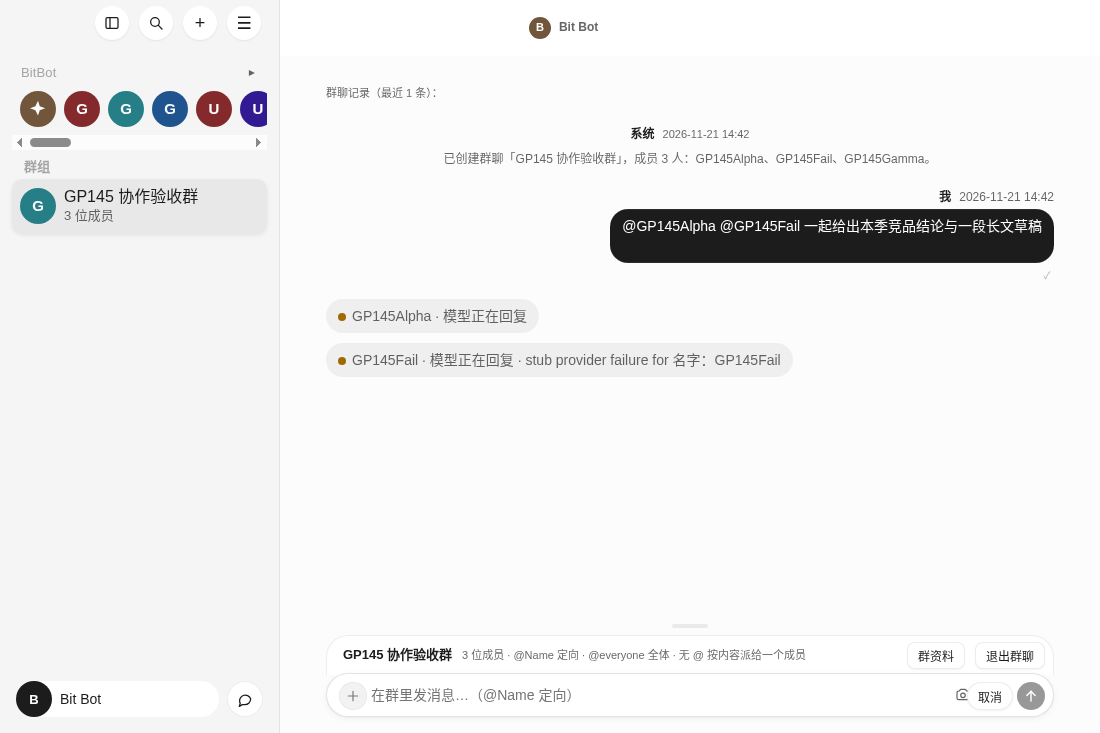 BitBot
G
G
G
U
U
群组
G
GP145 协作验收群
3 位成员
B
Bit Bot
B
Bit Bot
群聊记录（最近 1 条）：
系统 2026-11-21 14:42
已创建群聊「GP145 协作验收群」，成员 3 人：GP145Alpha、GP145Fail、GP145Gamma。
我 2026-11-21 14:42
@GP145Alpha @GP145Fail 一起给出本季竞品结论与一段长文草稿
GP145Alpha · 模型正在回复
GP145Fail · 模型正在回复 · stub provider failure for 名字：GP145Fail
GP145 协作验收群 3 位成员 · @Name 定向 · @everyone 全体 · 无 @ 按内容派给一个成员 群资料 退出群聊
在群里发消息…（@Name 定向） 取消